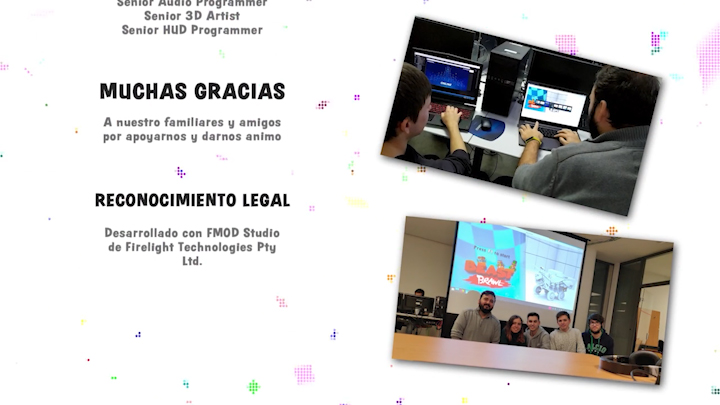 Senior Audio Programmer
Senior 3D Artist
Senior HUD Programmer
MUCHAS GRACIAS
A nuestro familiares y amigos
por apoyarnos y darnos animo
RECONOCIMIENTO LEGAL
Desarrollado con FMOD Studio
de Firelight Technologies Pty
Ltd.
BRAWL